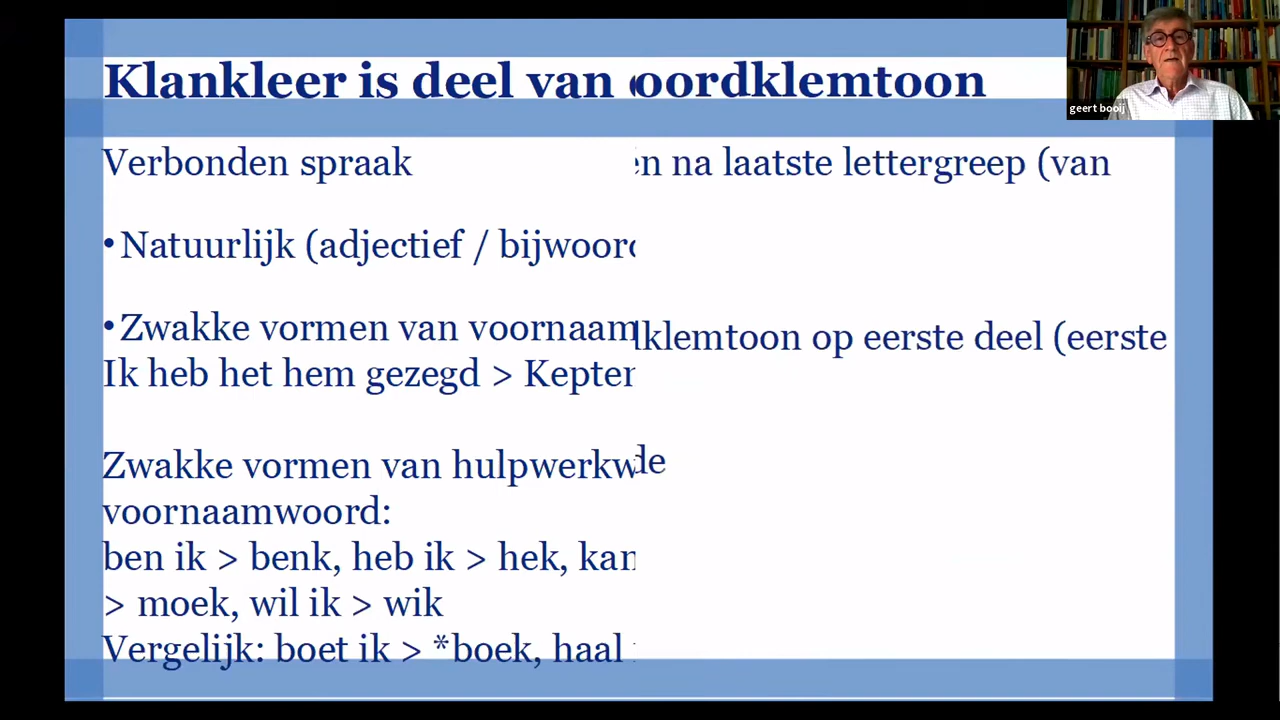 Klankleer is deel van oordklemtoon
geert booij
Verbonden spraak
n na laatste lettergreep (van
•Natuurlijk (adjectief / bijwoor
•Zwakke vormen van voornaam
klemtoon op eerste deel (eerste
Ik heb het hem gezegd > Kepte
Zwakke vormen van hulpwerkw
de
voornaamwoord:
ben ik > benk, heb ik > hek, kan
> moek, wil ik > wik
Vergelijk: boet ik > *boek, haal